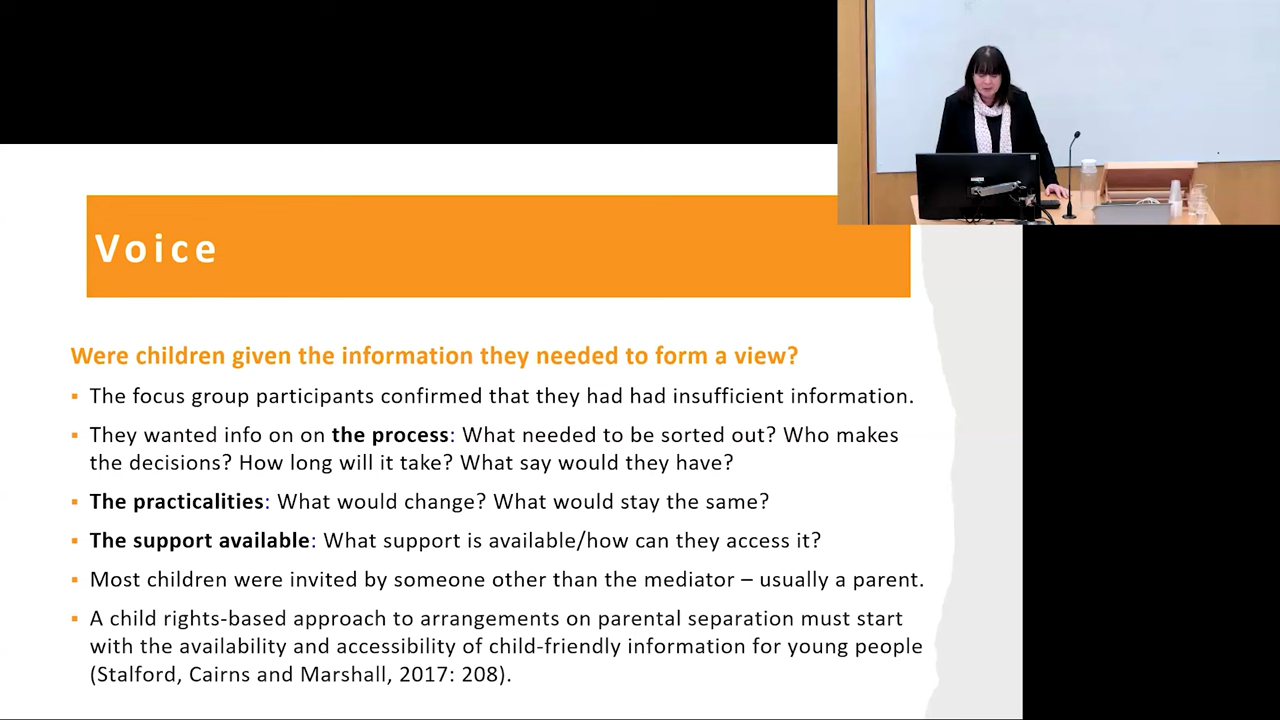 Voice
Were children given the information they needed to form a view?
▪ The focus group participants confirmed that they had had insufficient information.
▪ They wanted info on on the process: What needed to be sorted out? Who makes
the decisions? How long will it take? What say would they have?
▪ The practicalities: What would change? What would stay the same?
▪ The support available: What support is available/how can they access it?
▪ Most children were invited by someone other than the mediator – usually a parent.
▪ A child rights-based approach to arrangements on parental separation must start
with the availability and accessibility of child-friendly information for young people
(Stalford, Cairns and Marshall, 2017: 208).